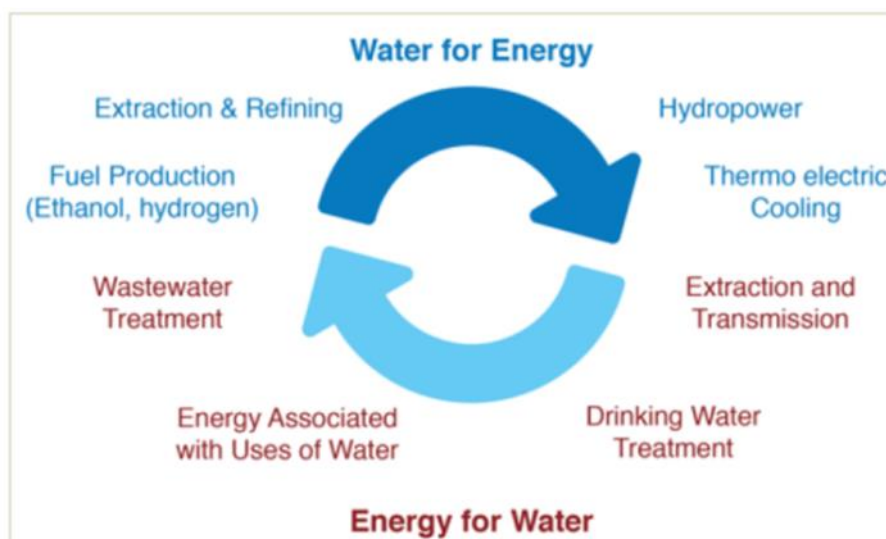 Water for Energy
Extraction & Refining
Hydropower
Fuel Production
(Ethanol, hydrogen)
Thermo electric
Cooling
Wastewater
Treatment
Extraction and
Transmission
Energy Associated
with Uses of Water
Drinking Water
Treatment
Energy for Water